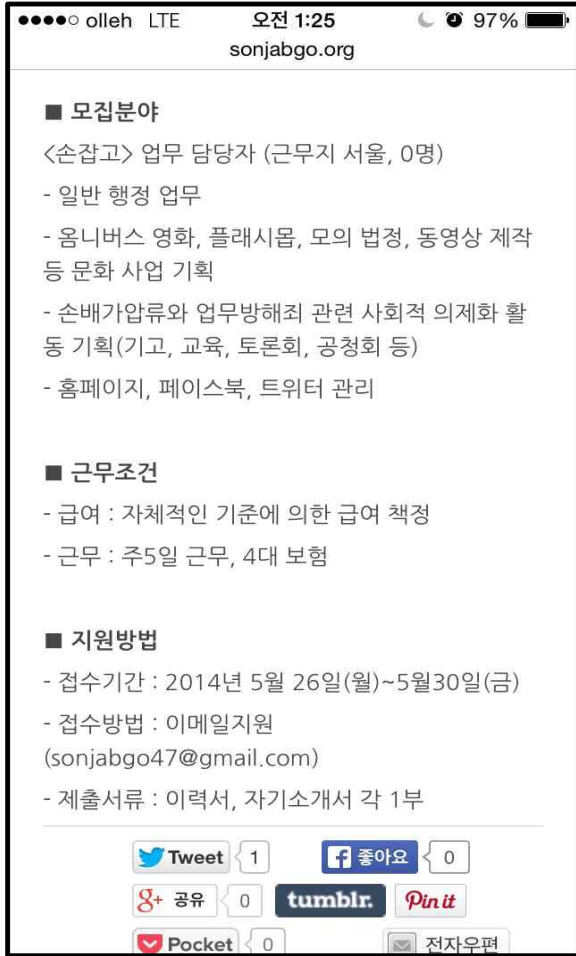 olleh LTE 오전 1:25 97%
sonjabgo.org
■ 모집분야
<손잡고> 업무 담당자 (근무지 서울, 0명)
- 일반 행정 업무
- 옴니버스 영화, 플래시몹, 모의 법정, 동영상 제작
등 문화 사업 기획
- 손배가압류와 업무방해죄 관련 사회적 의제화 활
동 기획(기고, 교육, 토론회, 공청회 등)
- 홈페이지, 페이스북, 트위터 관리
■ 근무조건
- 급여 : 자체적인 기준에 의한 급여 책정
- 근무 : 주5일 근무, 4대 보험
■ 지원방법
- 접수기간 : 2014년 5월 26일(월)~5월30일(금)
- 접수방법 : 이메일지원
(sonjabgo47@gmail.com)
- 제출서류 : 이력서, 자기소개서 각 1부
Tweet 1 f 좋아요 0
g+ 공유 0 tumblr. Pin it
Pocket 0 전자우편